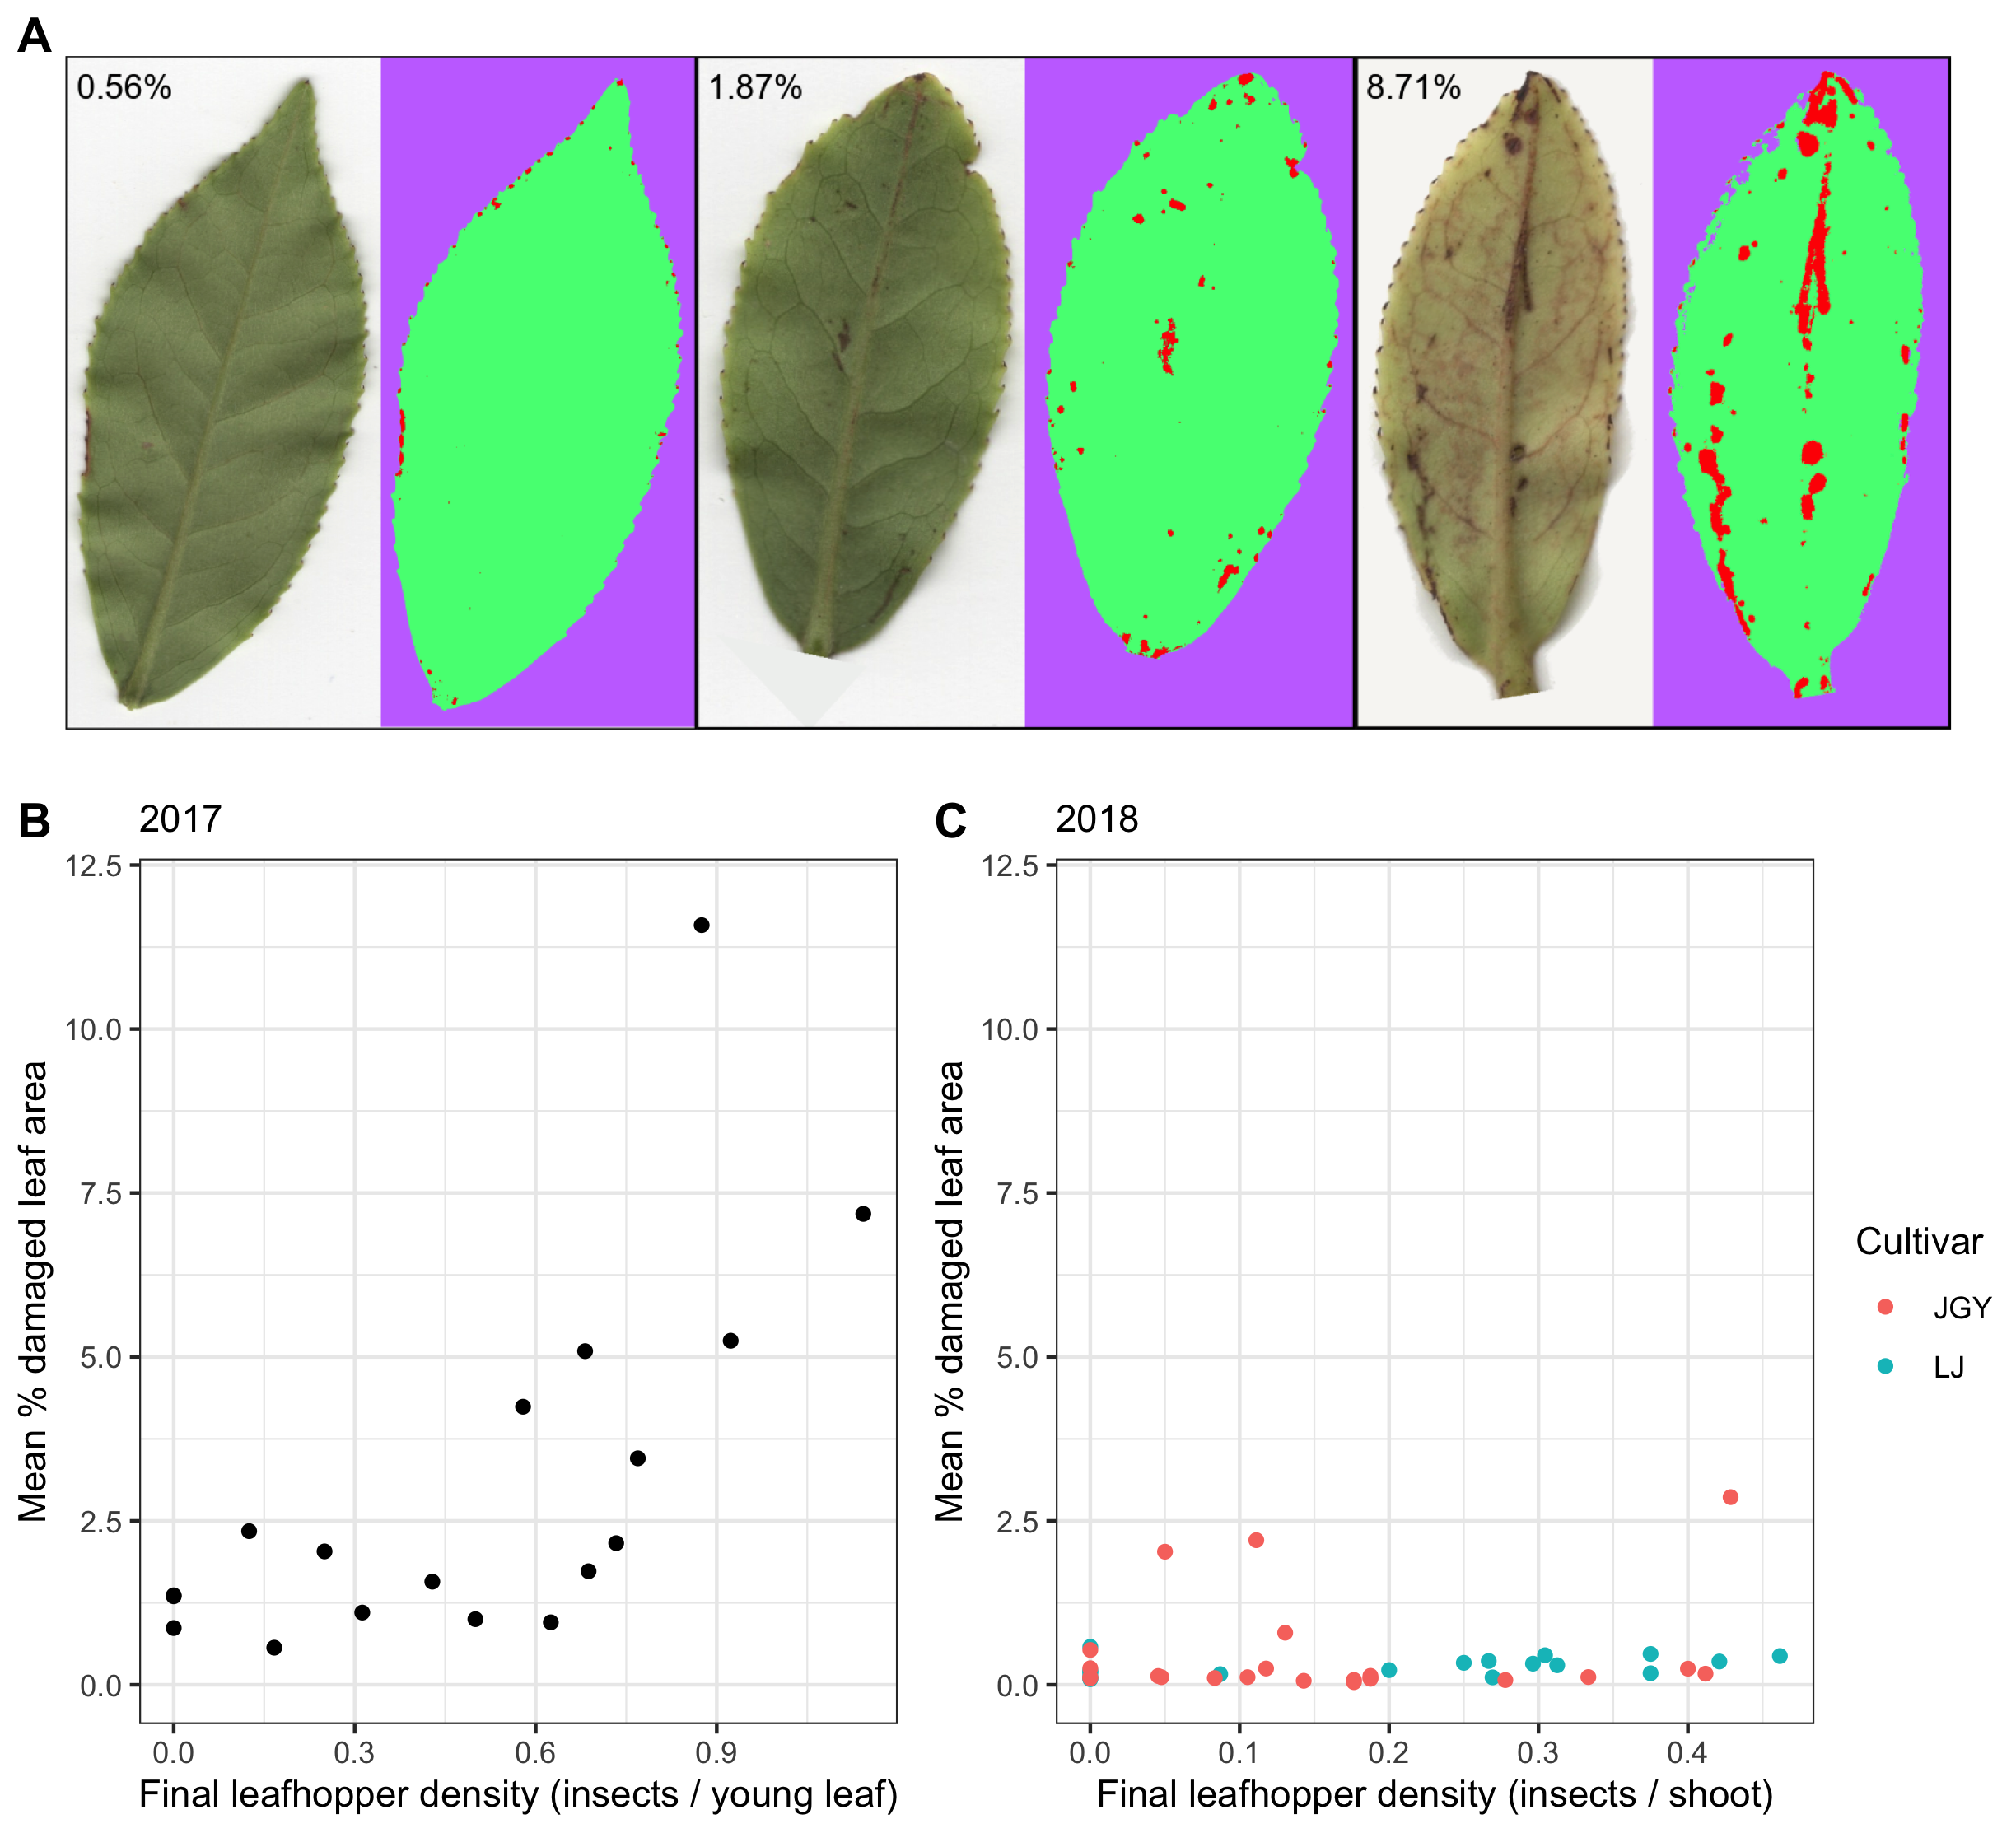 A
0.56%
1.87%
8.71%
B
2017
12.5
10.0
7.5
5.0
2.5
0.0
0.0
0.3
0.6
0.9
Mean % damaged leaf area
Final leafhopper density (insects / young leaf)
C
2018
12.5
10.0
7.5
5.0
2.5
0.0
0.0
0.1
0.2
0.3
0.4
Mean % damaged leaf area
Final leafhopper density (insects / shoot)
Cultivar
JGY
LJ